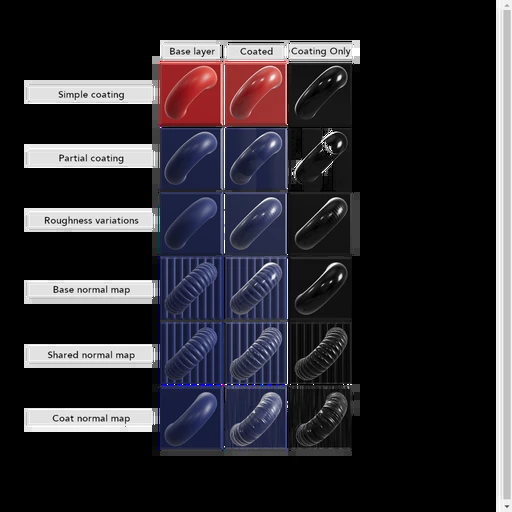 Base layer
Coated
Coating Only
Simple coating
Partial coating
Roughness variations
Base normal map
Shared normal map
Coat normal map